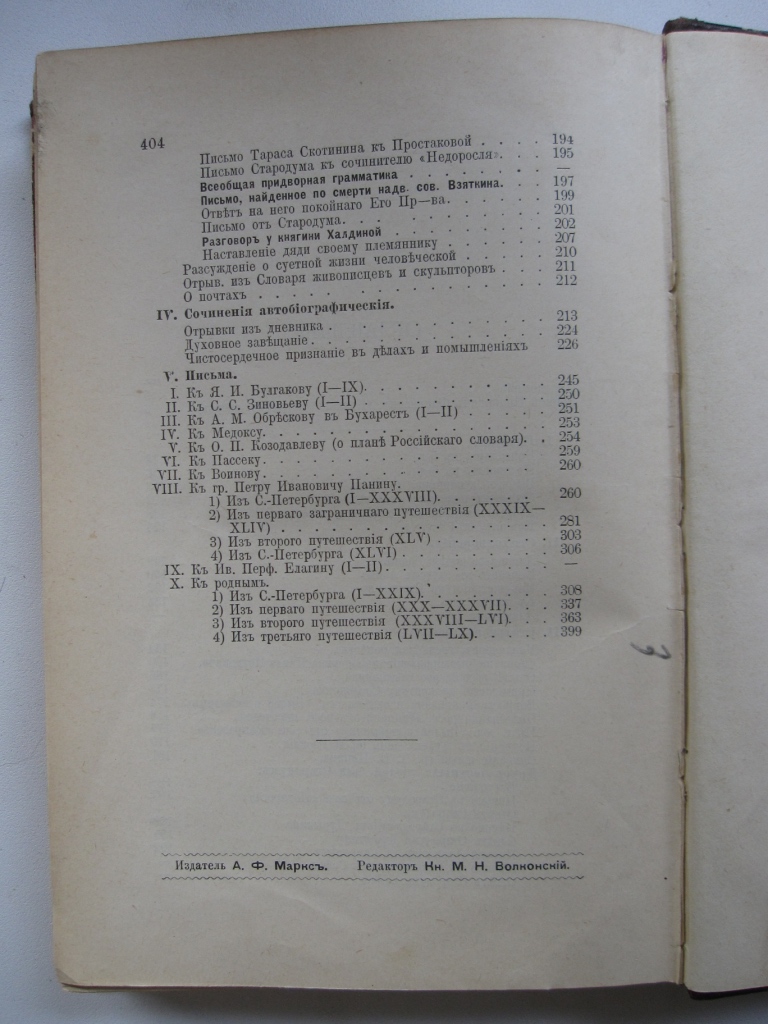 404
Письмо Тараса Скотинина къ Простаковой . . . . 194
Письмо Стародума къ сочинителю «Недоросля». . . 195
Всеобщая придворная грамматика . . . . . . . —
Письмо, найденное по смерти надв. сов. Взяткина. . . 197
Отвѣтъ на него покойнаго Его Пр—ва. . . . . . 199
Письмо отъ Стародума. . . . . . . . . . 201
Разговоръ у княгини Халдиной . . . . . . . 202
Наставленіе дяди своему племяннику . . . . . 207
Разсужденіе о суетной жизни человѣческой . . . . 210
Отрыв. изъ Словаря живописцевъ и скульпторовъ . . . 211
О почтахъ . . . . . . . . . . . . . 212
IV. Сочиненія автобіографическія.
Отрывки изъ дневника . . . . . . . . . . 213
Духовное завѣщаніе . . . . . . . . . . . 224
Чистосердечное признаніе въ дѣлахъ и помышленіяхъ 226
V. Письма.
I. Къ Я. И. Булгакову (I—IX). . . . . . . . . 245
II. Къ С. С. Зиновьеву (I—II) . . . . . . . . . 250
III. Къ А. М. Обрѣскову въ Бухарестъ (I—II) . . . . . 251
IV. Къ Медоксу. . . . . . . . . . . . . . 253
V. Къ О. П. Козодавлеву (о планѣ Россійскаго словаря). . 254
VI. Къ Пассеку. . . . . . . . . . . . . . 259
VII. Къ Воинову. . . . . . . . . . . . . . 260
VIII. Къ гр. Петру Ивановичу Панину.
1) Изъ С.-Петербурга (I—XXXVIII). . . . . . 260
2) Изъ перваго заграничнаго путешествія (XXXIX—
XLIV) . . . . . . . . . . . . . . 281
3) Изъ второго путешествія (XLV) . . . . . . 303
4) Изъ С.-Петербурга (XLVI) . . . . . . . . 306
IX. Къ Ив. Перф. Елагину (I—II). . . . . . . . . —
X. Къ роднымъ.
1) Изъ С.-Петербурга (I—XXIX). . . . . . . 308
2) Изъ перваго путешествія (XXX—XXXVII). . . 337
3) Изъ второго путешествія (XXXVIII—LVI). . . 363
4) Изъ третьяго путешествія (LVII—LX). . . . . 399
Издатель А. Ф. Марксъ. Редакторъ Кн. М. Н. Волконскій.